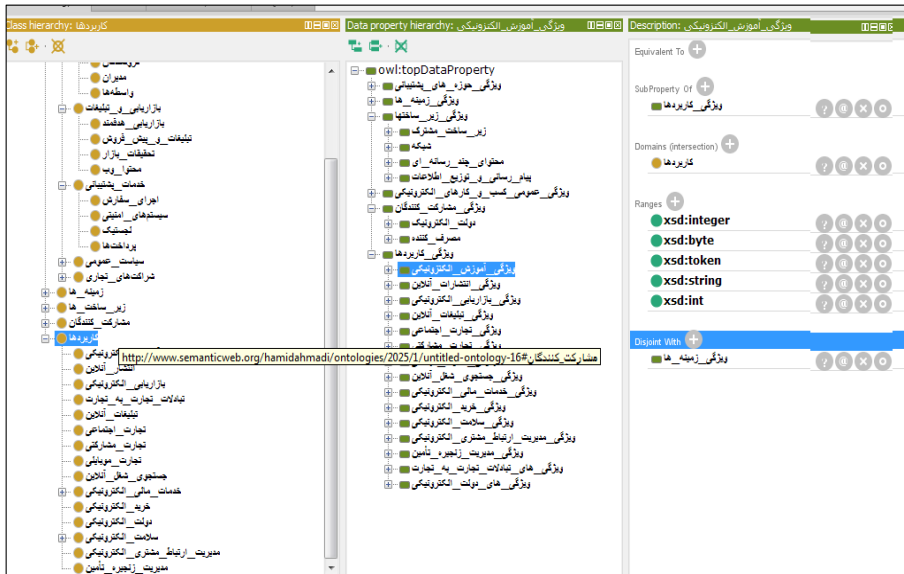 Class hierarchy: کاربردها
مدیران
واسطه‌ها
بازاریابی_و_تبلیغات
بازاریابی_هدفمند
تبلیغات_و_پیش_فروش
تحقیقات_بازار
محتوا_وب
خدمات_پشتیبانی
اجرای_سفارش
سیستم‌های_امنیتی
لجستیک
پرداخت‌ها
سیاست_عمومی
شراکت‌های_تجاری
زمینه_ها
زیر_ساخت_ها
مشارکت_کنندگان
کاربردها
http://www.semanticweb.org/hamidahmadi/ontologies/2025/1/untitled-ontology-16#مشارکت_کنندگان
انتشار_آنلاین
بازاریابی_الکترونیکی
تبادلات_تجارت_به_تجارت
تبلیغات_آنلاین
تجارت_اجتماعی
تجارت_مشارکتی
تجارت_موبایلی
جستجوی_شغل_آنلاین
خدمات_مالی_الکترونیکی
خرید_الکترونیکی
دولت_الکترونیکی
سلامت_الکترونیکی
مدیریت_ارتباط_مشتری_الکترونیکی
مدیریت_زنجیره_تأمین
Data property hierarchy: ویژگی_آموزش_الکترونیکی
owl:topDataProperty
ویژگی_حوزه_های_پشتیبانی
ویژگی_زمینه_ها
ویژگی_زیر_ساختها
زیر_ساخت_مشترک
شبکه
محتوای_چند_رسانه_ای
پیام_رسانی_و_توزیع_اطلاعات
ویژگی_عمومی_کسب_و_کارهای_الکترونیکی
ویژگی_مشارکت_کنندگان
دولت_الکترونیک
مصرف_کننده
ویژگی_کاربردها
ویژگی_آموزش_الکترونیکی
ویژگی_انتشارات_آنلاین
ویژگی_بازاریابی_الکترونیکی
ویژگی_تبلیغات_آنلاین
ویژگی_تجارت_اجتماعی
ویژگی_تجارت_مشارکتی
ویژگی_جستجوی_شغل_آنلاین
ویژگی_خدمات_مالی_الکترونیکی
ویژگی_خرید_الکترونیکی
ویژگی_سلامت_الکترونیکی
ویژگی_مدیریت_ارتباط_مشتری_الکترونیکی
ویژگی_مدیریت_زنجیره_تأمین
ویژگی_های_تبادلات_تجارت_به_تجارت
ویژگی_های_دولت_الکترونیکی
Description: ویژگی_آموزش_الکترونیکی
Equivalent To
SubProperty Of
ویژگی_کاربردها
Domains (intersection)
کاربردها
Ranges
xsd:integer
xsd:byte
xsd:token
xsd:string
xsd:int
Disjoint With
ویژگی_زمینه_ها